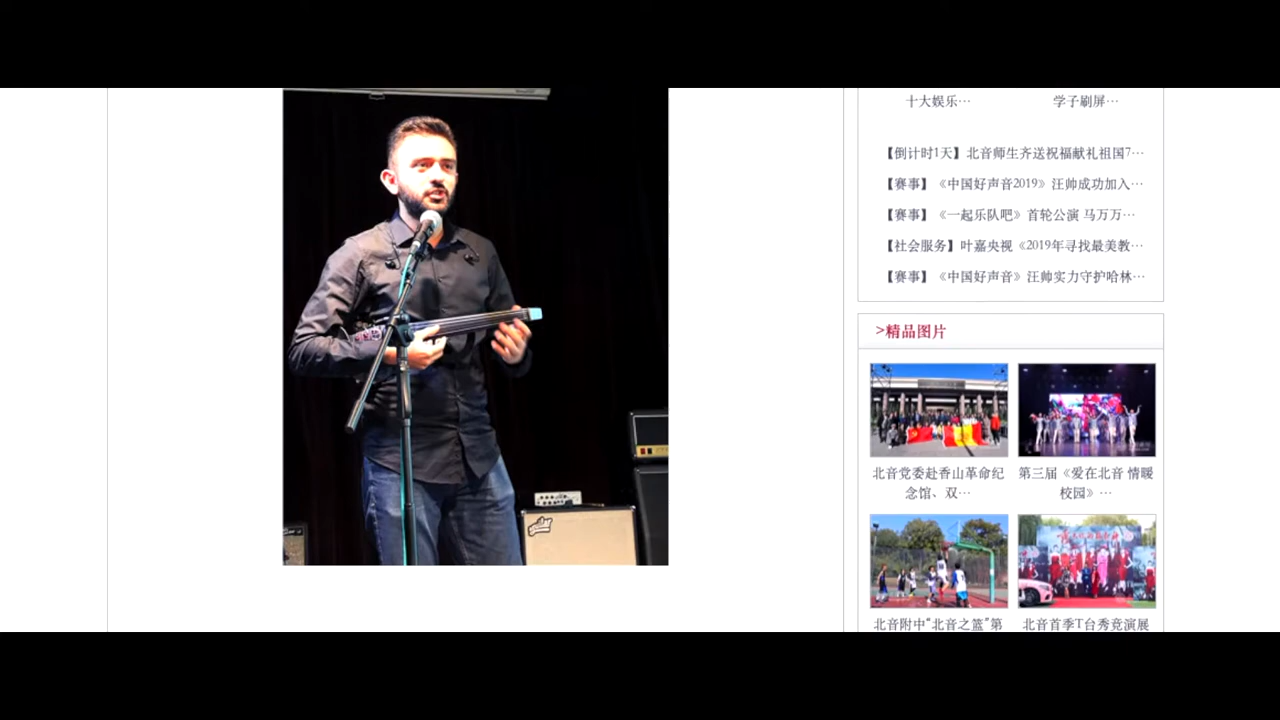 十大娱乐…
学子刷屏…
【倒计时1天】北音师生齐送祝福献礼祖国7…
【赛事】《中国好声音2019》汪帅成功加入…
【赛事】《一起乐队吧》首轮公演 马万万…
【社会服务】叶嘉央视《2019年寻找最美教…
【赛事】《中国好声音》汪帅实力守护哈林…
>精品图片
北音党委赴香山革命纪
念馆、双…
第三届《爱在北音 情暖
校园》…
北音附中“北音之篮”第
北音首季T台秀竞演展